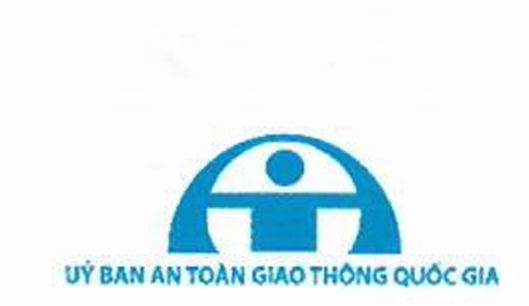 UỶ BAN AN TOÀN GIAO THÔNG QUỐC GIA